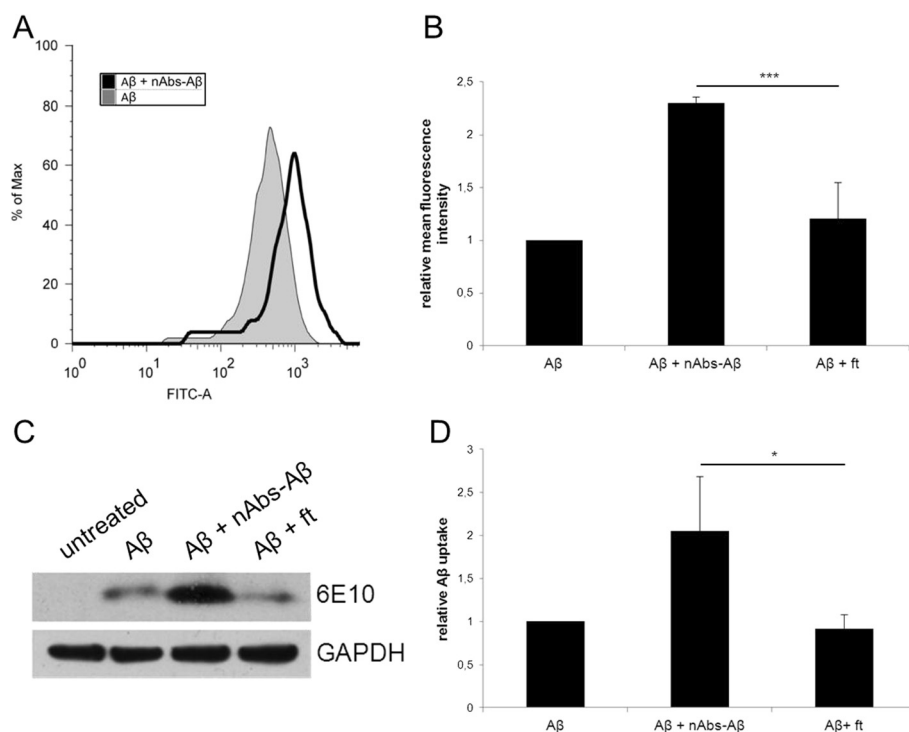 A
% of Max
100
80
60
40
20
0
Aβ + nAbs-Aβ
Aβ
10^0 10^1 10^2 10^3
FITC-A
B
relative mean fluorescence
intensity
2,5
2
1,5
1
0,5
0
***
Aβ Aβ + nAbs-Aβ Aβ + ft
C
untreated
Aβ
Aβ + nAbs-Aβ
Aβ + ft
6E10
GAPDH
D
relative Aβ uptake
3
2,5
2
1,5
1
0,5
0
*
Aβ Aβ + nAbs-Aβ Aβ+ ft